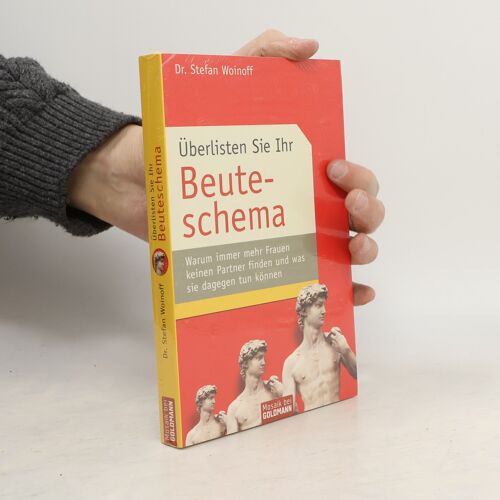 Dr. Stefan Woinoff
Überlisten Sie Ihr
Beute-
schema
Warum immer mehr Frauen
keinen Partner finden und was
sie dagegen tun können
Mosaik bei
GOLDMANN
Überlisten Sie Ihr
Beuteschema
Dr. Stefan Woinoff
Mosaik bei
GOLDMANN